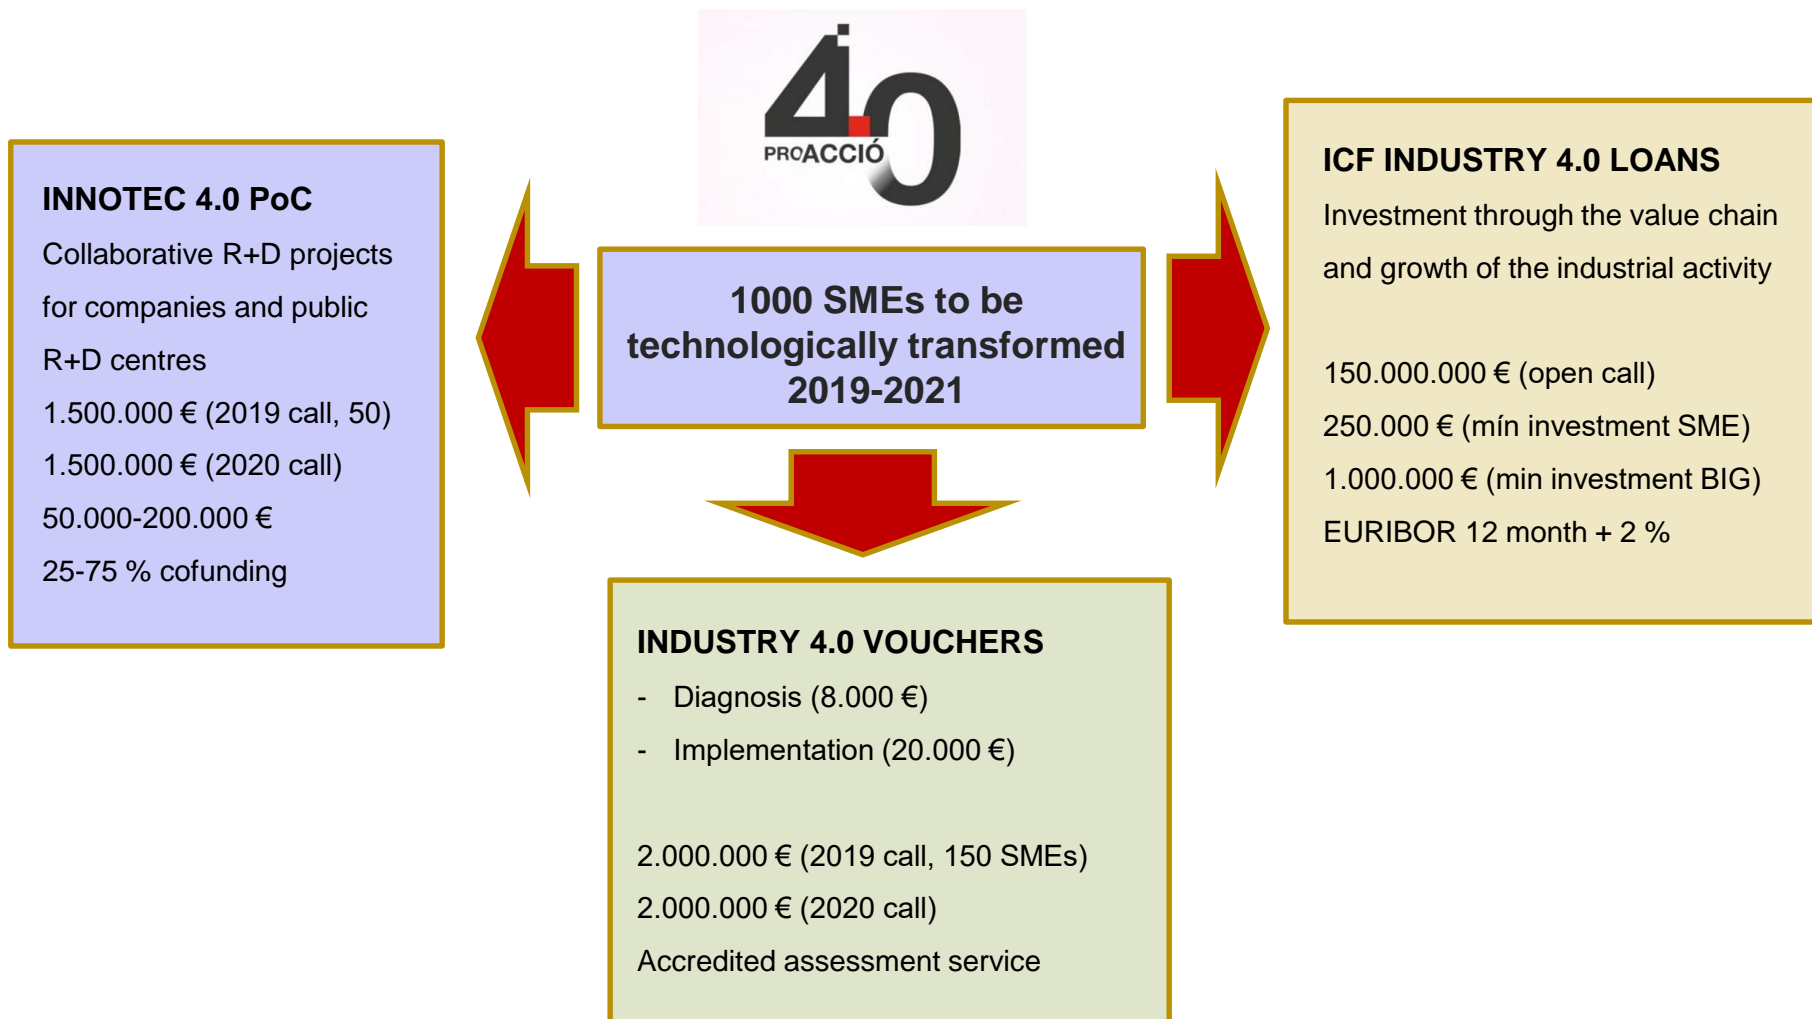 4.0
PROACCIÓ
INNOTEC 4.0 PoC
Collaborative R+D projects
for companies and public
R+D centres
1.500.000 € (2019 call, 50)
1.500.000 € (2020 call)
50.000-200.000 €
25-75 % cofunding
1000 SMEs to be
technologically transformed
2019-2021
ICF INDUSTRY 4.0 LOANS
Investment through the value chain
and growth of the industrial activity
150.000.000 € (open call)
250.000 € (mín investment SME)
1.000.000 € (min investment BIG)
EURIBOR 12 month + 2 %
INDUSTRY 4.0 VOUCHERS
- Diagnosis (8.000 €)
- Implementation (20.000 €)
2.000.000 € (2019 call, 150 SMEs)
2.000.000 € (2020 call)
Accredited assessment service